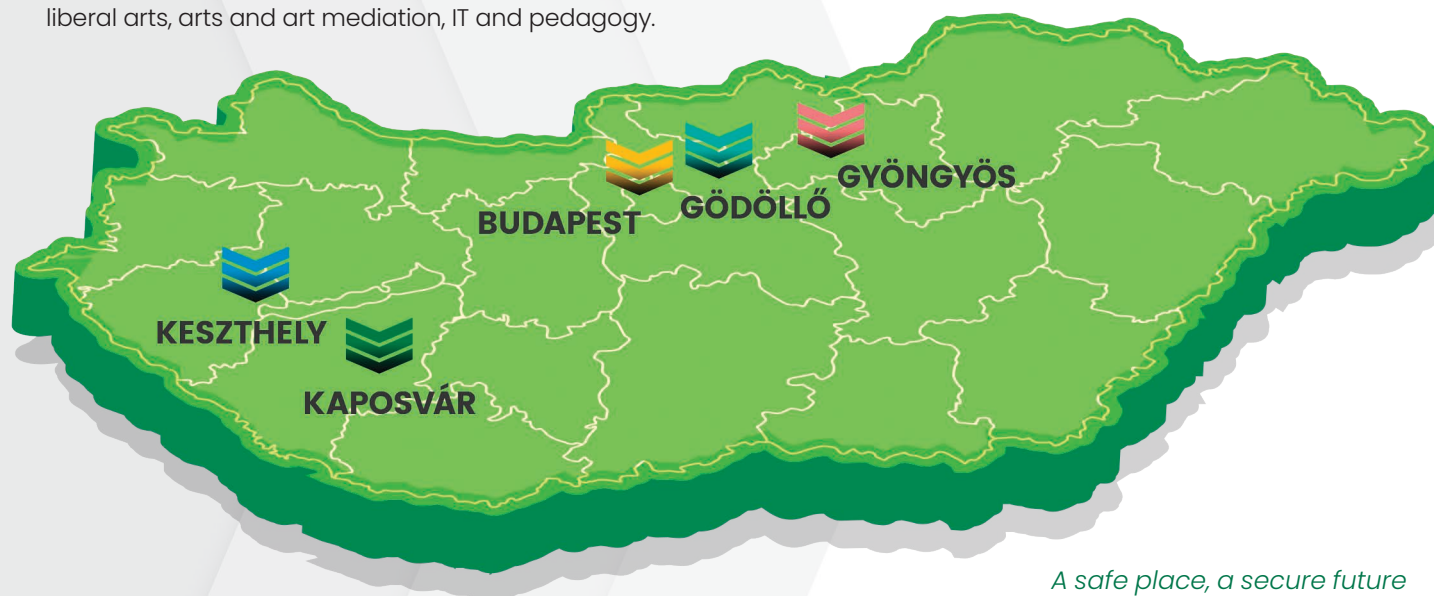 liberal arts, arts and art mediation, IT and pedagogy.
GYÖNGYÖS
GÖDÖLLŐ
BUDAPEST
KESZTHELY
KAPOSVÁR
A safe place, a secure future